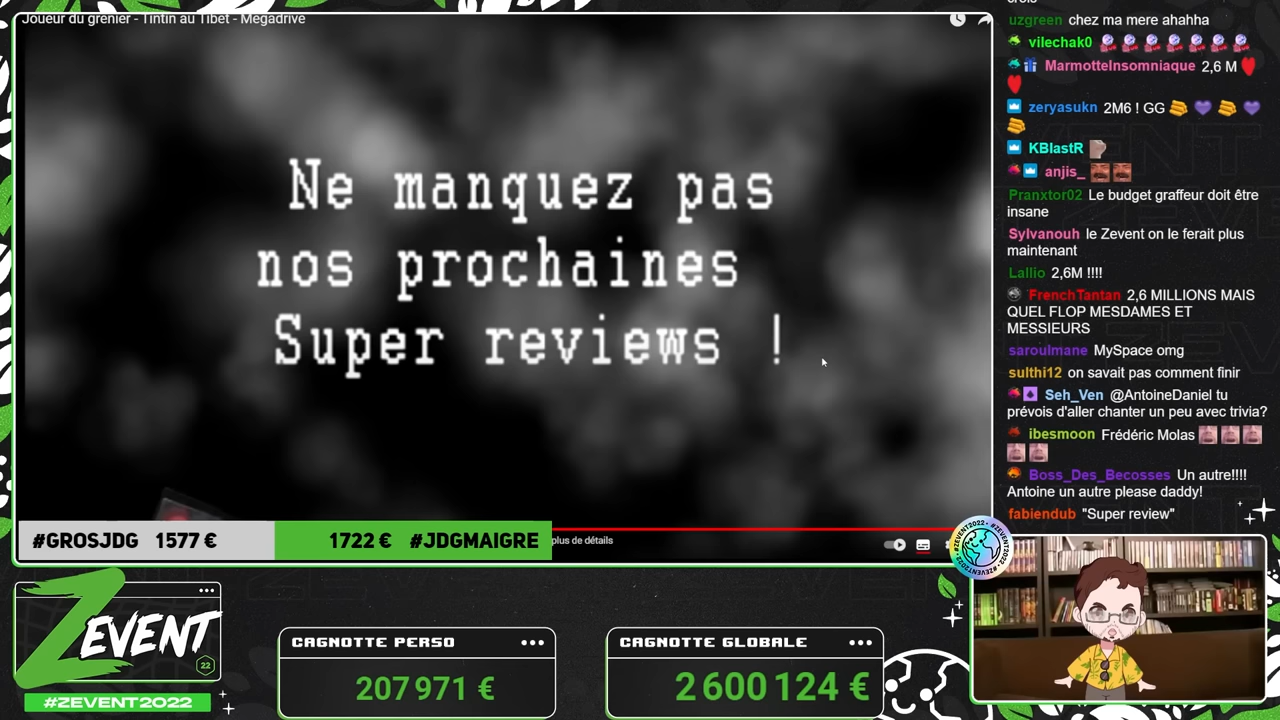 Joueur du grenier - Tintin au Tibet - Megadrive
Ne manquez pas
nos prochaines
Super reviews !
#GROSJDG 1577 €
1722 € #JDGMAIGRE
plus de détails
ZEVENT
22
#ZEVENT2022
CAGNOTTE PERSO
207 971 €
CAGNOTTE GLOBALE
2 600 124 €
uzgreen chez ma mere ahahha
vilechak0
MarmotteInsomniaque 2,6 M
zeryasukn 2M6 ! GG
KBlastR
anjis_
Pranxtor02 Le budget graffeur doit être
insane
Sylvanouh le Zevent on le ferait plus
maintenant
Lallio 2,6M !!!!
FrenchTantan 2,6 MILLIONS MAIS
QUEL FLOP MESDAMES ET
MESSIEURS
saroulmane MySpace omg
sulthi12 on savait pas comment finir
Seh_Ven @AntoineDaniel tu
prévois d'aller chanter un peu avec trivia?
ibesmoon Frédéric Molas
Boss_Des_Becosses Un autre!!!!
Antoine un autre please daddy!
fabiendub "Super review"